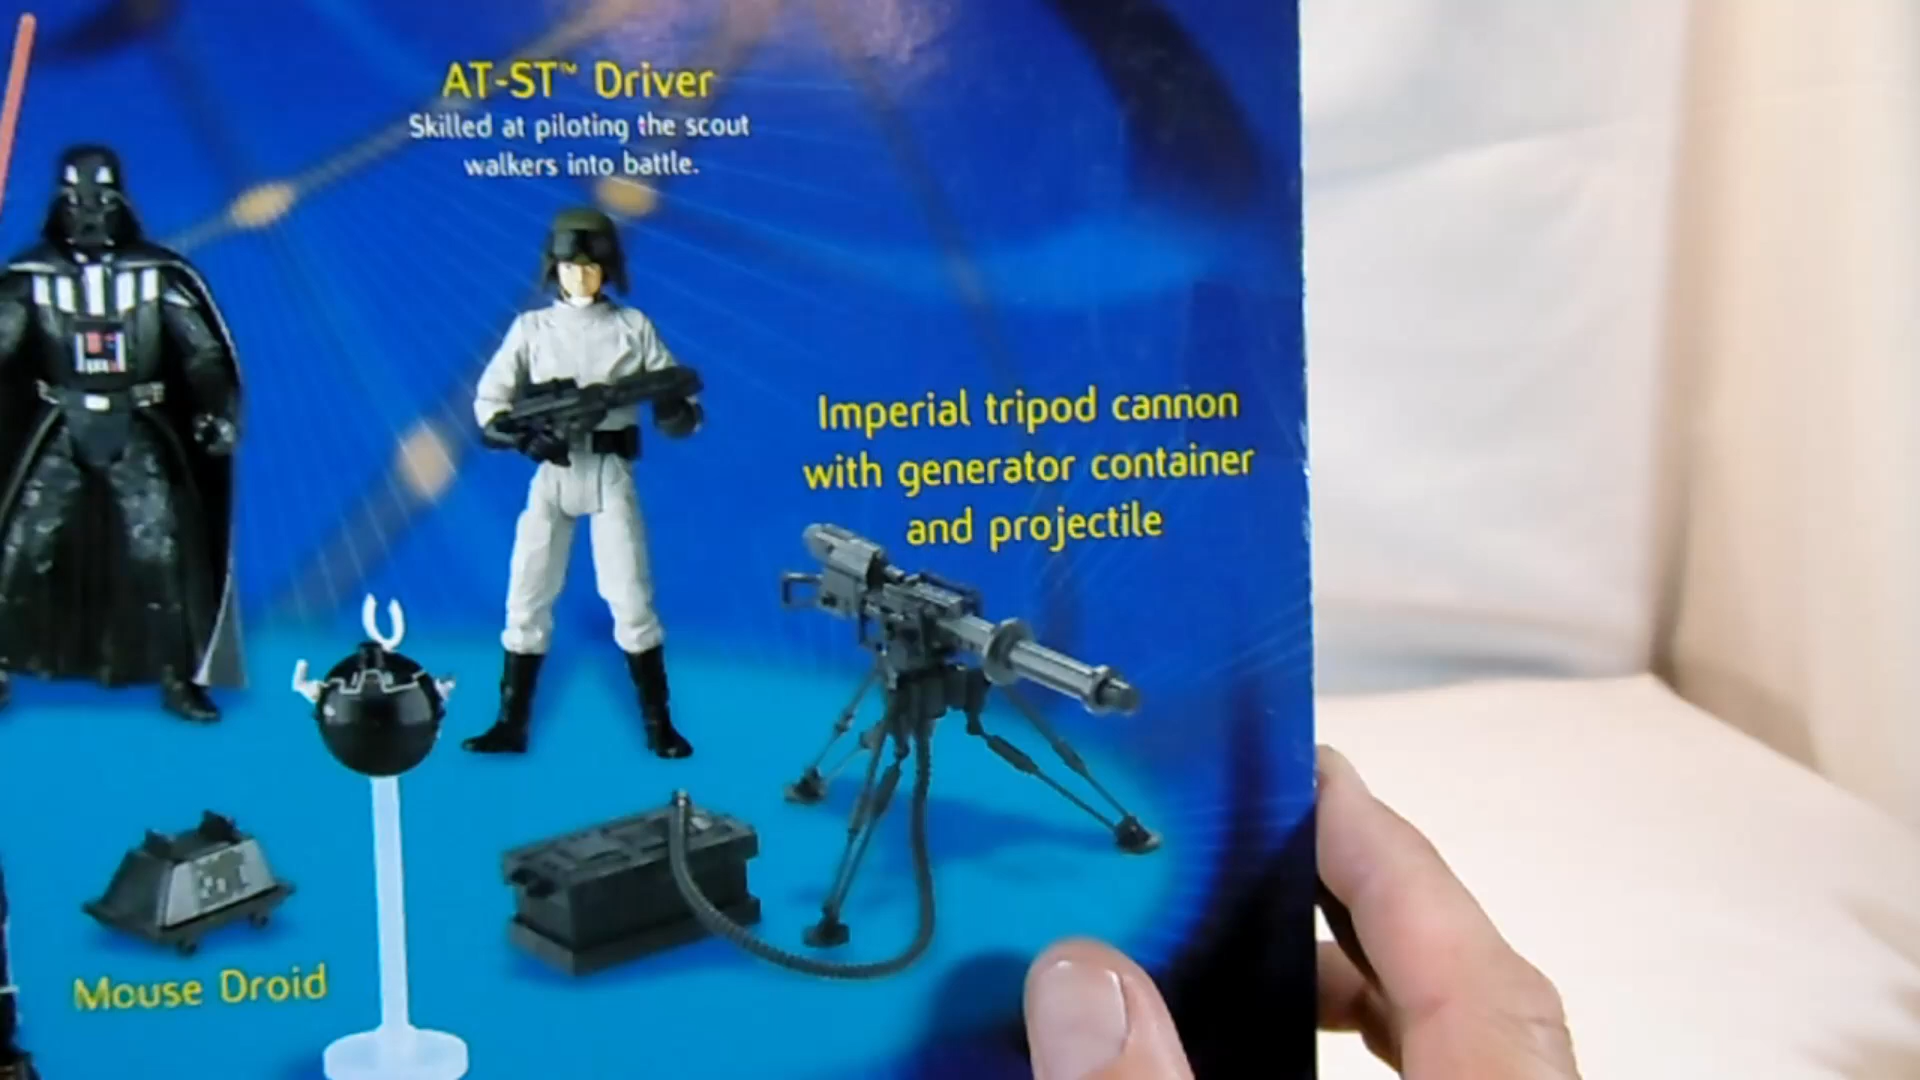 AT-ST™ Driver
Skilled at piloting the scout
walkers into battle.
Imperial tripod cannon
with generator container
and projectile
Mouse Droid